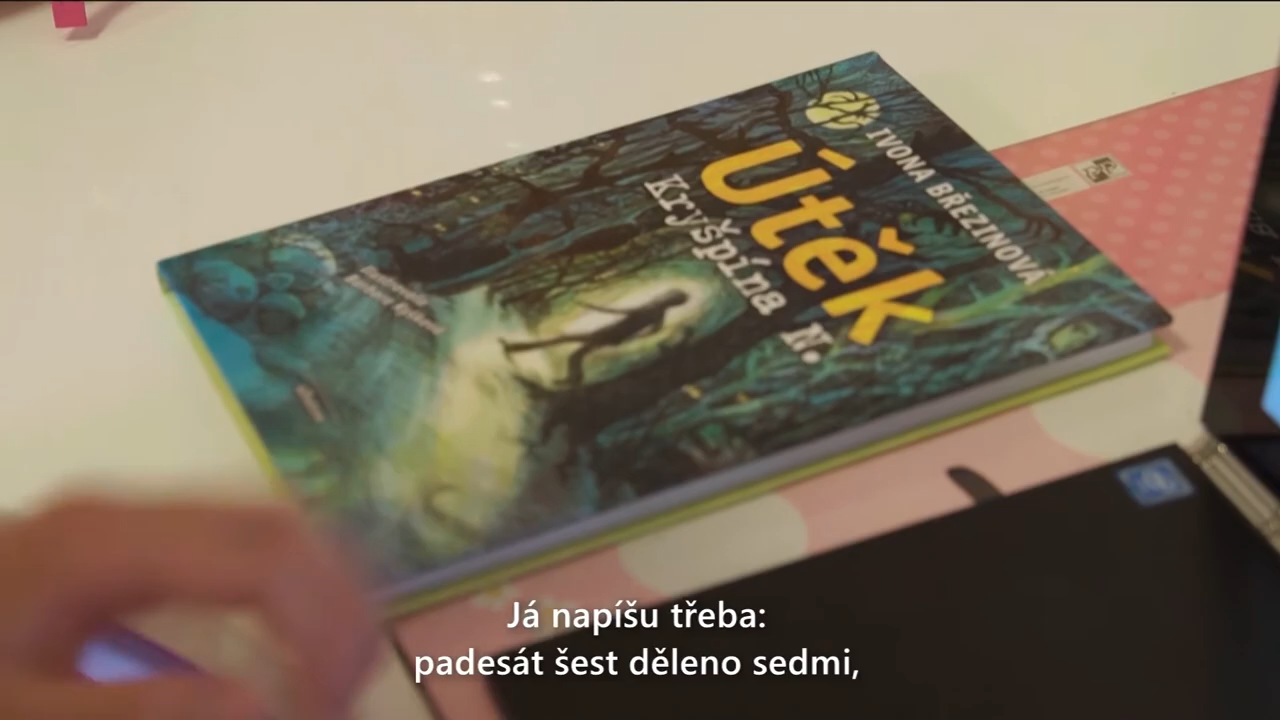 IVONA BŘEZINOVÁ
Útěk
Kryšpína N.
Já napíšu třeba:
padesát šest děleno sedmi,